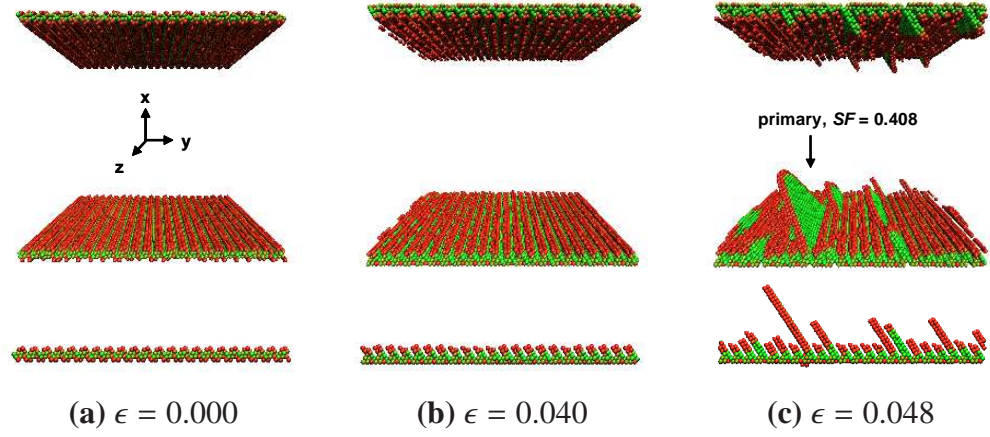 x
y
z
primary, SF = 0.408
(a) ϵ = 0.000
(b) ϵ = 0.040
(c) ϵ = 0.048